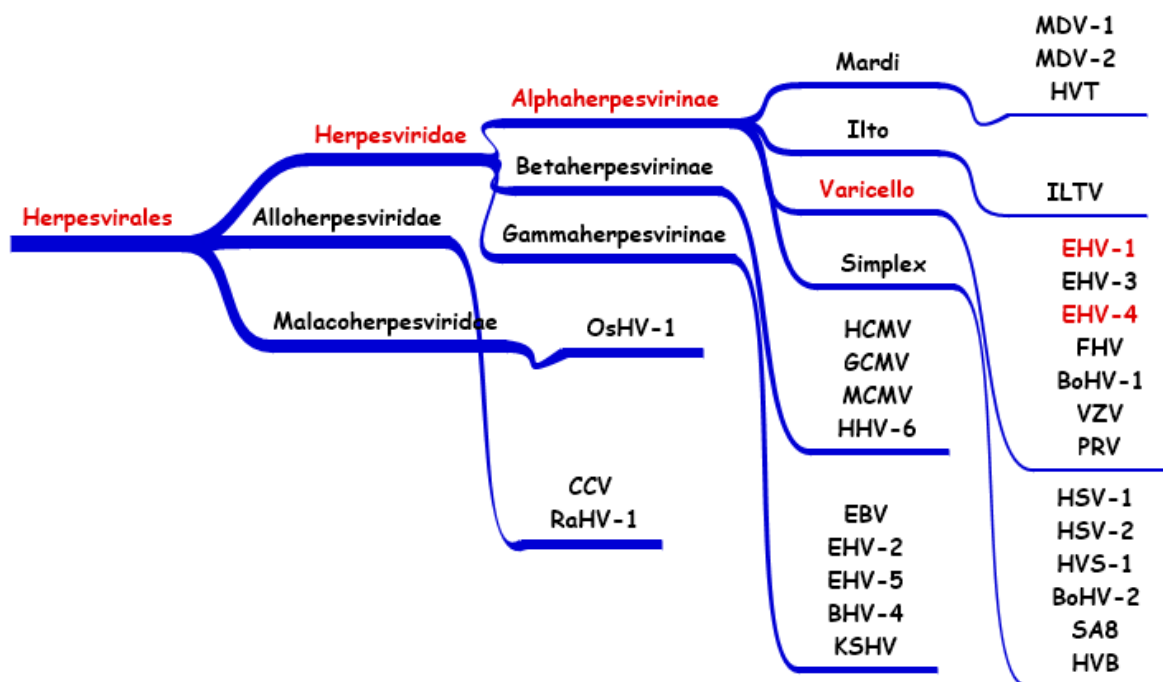 Herpesvirales
Herpesviridae
Alloherpesviridae
Malacoherpesviridae
OsHV-1
CCV
RaHV-1
Alphaherpesvirinae
Betaherpesvirinae
Gammaherpesvirinae
Mardi
Ilto
Varicello
Simplex
HCMV
GCMV
MCMV
HHV-6
EBV
EHV-2
EHV-5
BHV-4
KSHV
MDV-1
MDV-2
HVT
ILTV
EHV-1
EHV-3
EHV-4
FHV
BoHV-1
VZV
PRV
HSV-1
HSV-2
HVS-1
BoHV-2
SA8
HVB